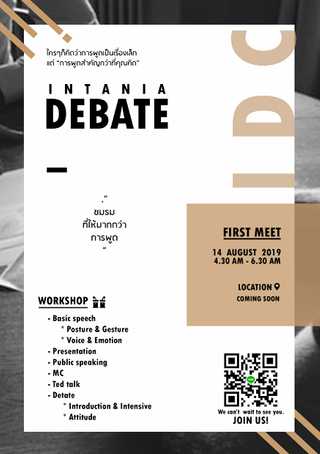 ใครๆก็คิดว่าการพูดเป็นเรื่องเล็ก
แต่ "การพูดสำคัญกว่าที่คุณคิด"
INTANIA
DEBATE
IDC
."
ชมรม
ที่ให้มากกว่า
การพูด
"
FIRST MEET
14 AUGUST 2019
4.30 AM - 6.30 AM
LOCATION
COMING SOON
WORKSHOP
- Basic speech
* Posture & Gesture
* Voice & Emotion
- Presentation
- Public speaking
- MC
- Ted talk
- Detate
* Introduction & Intensive
* Attitude
We can't wait to see you.
JOIN US!